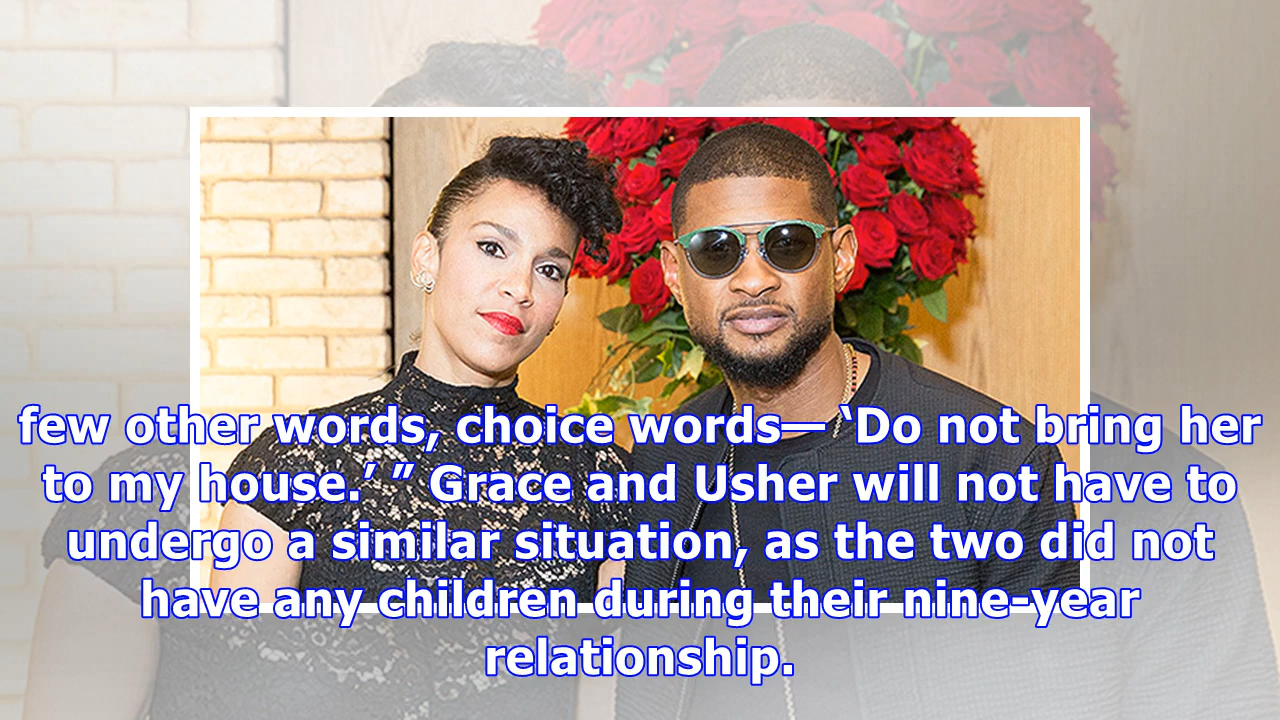 few other words, choice words— ‘Do not bring her
to my house.’ ” Grace and Usher will not have to
undergo a similar situation, as the two did not
have any children during their nine-year
relationship.